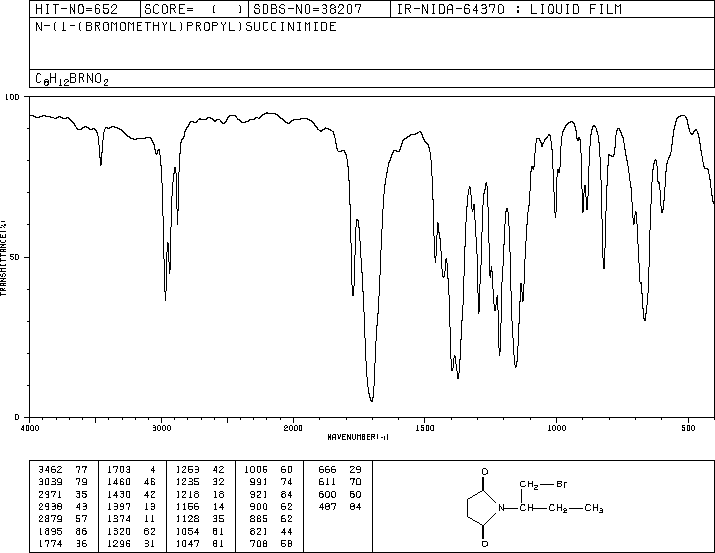 HIT-NO=652 SCORE= ( ) SDBS-NO=38207 IR-NIDA-64370 : LIQUID FILM
N-(1-(BROMOMETHYL)PROPYL)SUCCINIMIDE
C8H12BRNO2
100
50
0
TRANSMITTANCE(%)
4000 3000 2000 1500 1000 500
WAVENUMBER(-1)
3462 77 1703 4 1253 42 1006 60 666 29
3039 79 1460 46 1235 32 991 74 611 70
2971 35 1430 42 1218 18 921 84 600 60
2938 43 1397 13 1156 14 900 62 487 84
2879 57 1374 11 1128 35 885 62
1895 86 1320 62 1054 81 821 44
1774 36 1296 31 1047 81 708 58
O
CH2—Br
N—CH—CH2—CH3
O